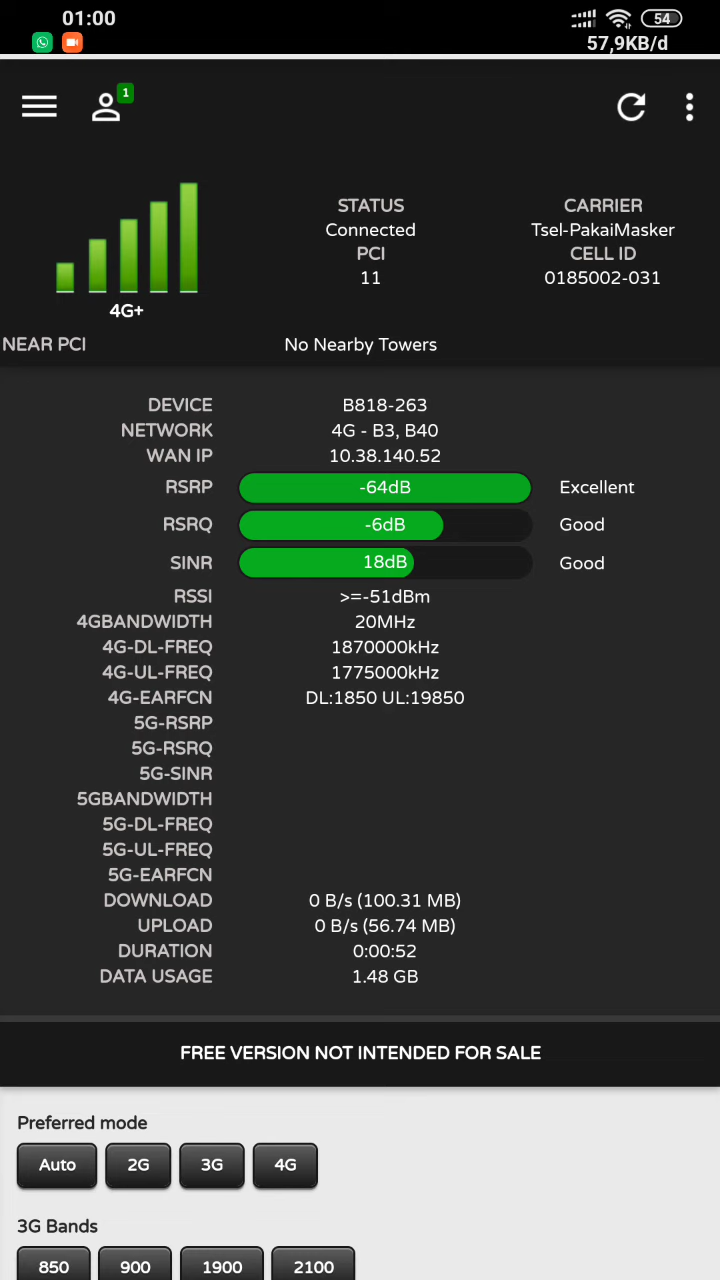 01:00
54
57,9KB/d
1
STATUS
Connected
PCI
11
CARRIER
Tsel-PakaiMasker
CELL ID
0185002-031
4G+
NEAR PCI No Nearby Towers
DEVICE B818-263
NETWORK 4G - B3, B40
WAN IP 10.38.140.52
RSRP -64dB Excellent
RSRQ -6dB Good
SINR 18dB Good
RSSI >=-51dBm
4GBANDWIDTH 20MHz
4G-DL-FREQ 1870000kHz
4G-UL-FREQ 1775000kHz
4G-EARFCN DL:1850 UL:19850
5G-RSRP
5G-RSRQ
5G-SINR
5GBANDWIDTH
5G-DL-FREQ
5G-UL-FREQ
5G-EARFCN
DOWNLOAD 0 B/s (100.31 MB)
UPLOAD 0 B/s (56.74 MB)
DURATION 0:00:52
DATA USAGE 1.48 GB
FREE VERSION NOT INTENDED FOR SALE
Preferred mode
Auto 2G 3G 4G
3G Bands
850 900 1900 2100